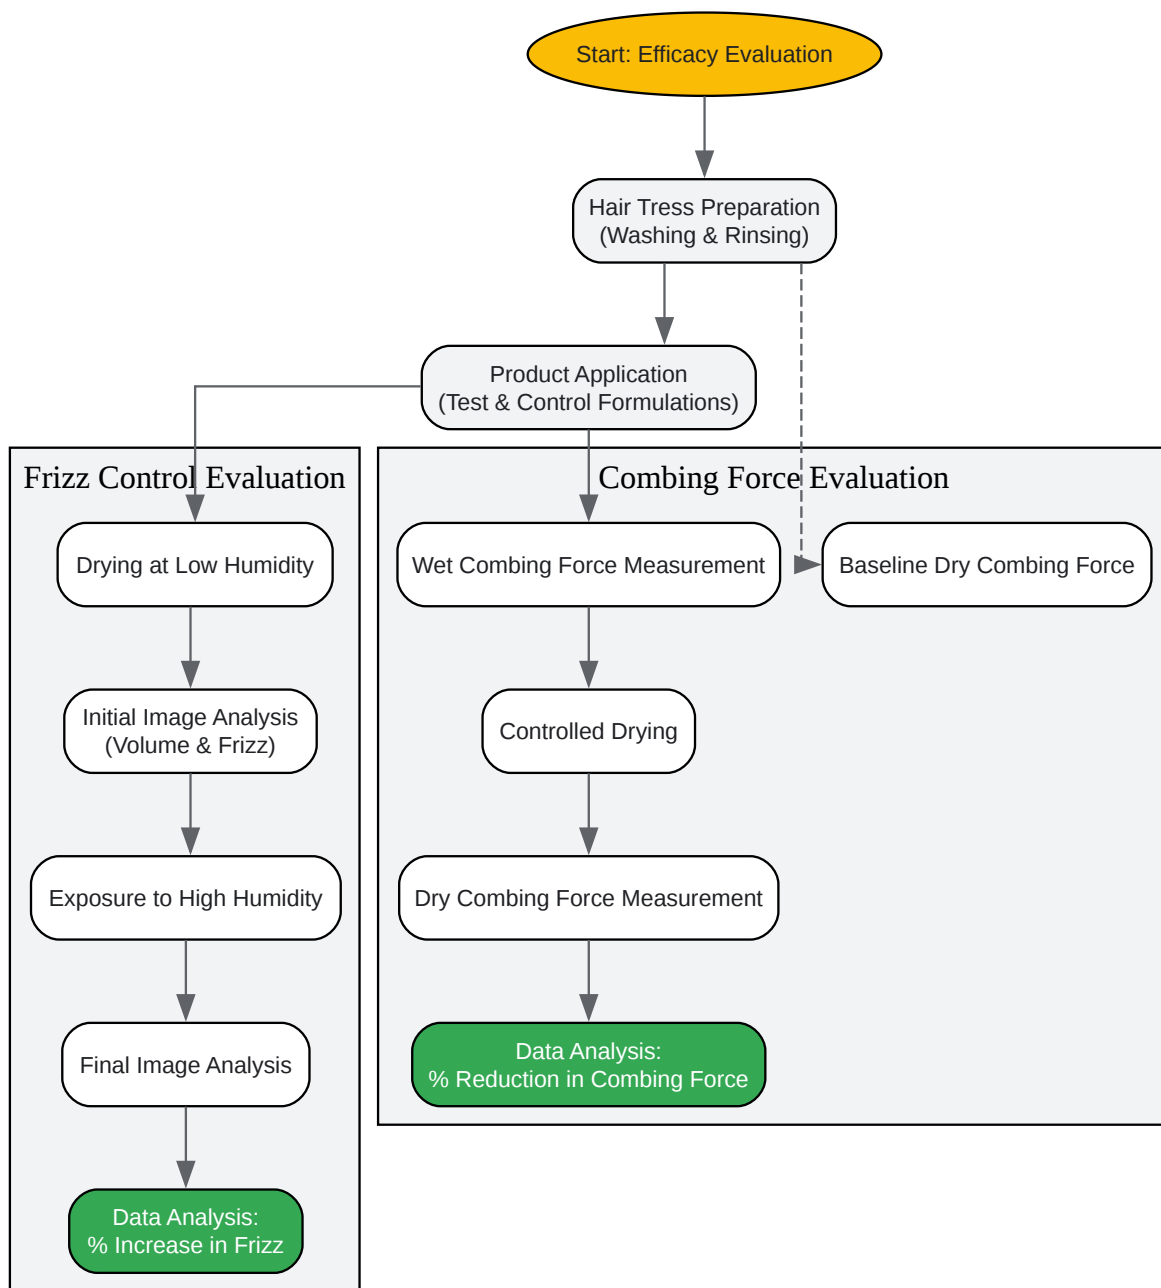 Start: Efficacy Evaluation
Hair Tress Preparation
(Washing & Rinsing)
Product Application
(Test & Control Formulations)
Frizz Control Evaluation
Drying at Low Humidity
Initial Image Analysis
(Volume & Frizz)
Exposure to High Humidity
Final Image Analysis
Data Analysis:
% Increase in Frizz
Combing Force Evaluation
Wet Combing Force Measurement
Baseline Dry Combing Force
Controlled Drying
Dry Combing Force Measurement
Data Analysis:
% Reduction in Combing Force